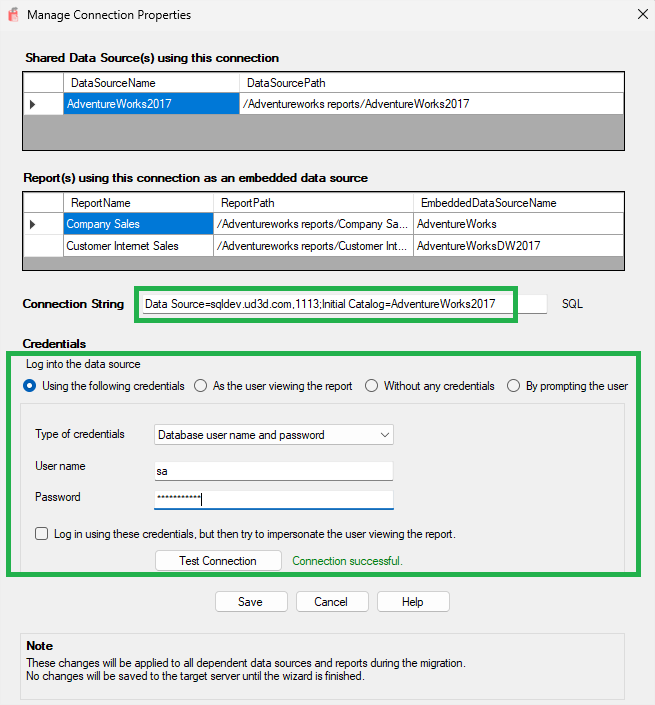 Manage Connection Properties
Shared Data Source(s) using this connection
DataSourceName DataSourcePath
AdventureWorks2017 /Adventureworks reports/AdventureWorks2017
Report(s) using this connection as an embedded data source
ReportName ReportPath EmbeddedDataSourceName
Company Sales /Adventureworks reports/Company Sa... AdventureWorks
Customer Internet Sales /Adventureworks reports/Customer Int... AdventureWorksDW2017
Connection String Data Source=sqldev.ud3d.com,1113;Initial Catalog=AdventureWorks2017 SQL
Credentials
Log into the data source
Using the following credentials As the user viewing the report Without any credentials By prompting the user
Type of credentials Database user name and password
User name sa
Password ***********
Log in using these credentials, but then try to impersonate the user viewing the report.
Test Connection Connection successful.
Save Cancel Help
Note
These changes will be applied to all dependent data sources and reports during the migration.
No changes will be saved to the target server until the wizard is finished.